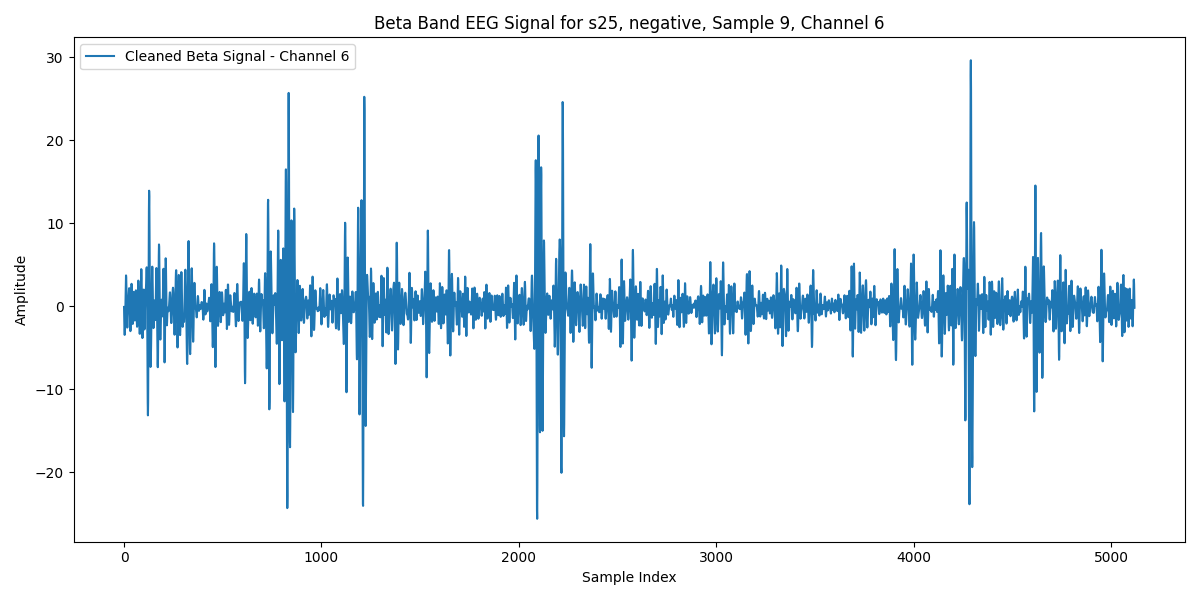 Beta Band EEG Signal for s25, negative, Sample 9, Channel 6
Cleaned Beta Signal - Channel 6
30
20
10
0
−10
−20
Amplitude
0 1000 2000 3000 4000 5000
Sample Index